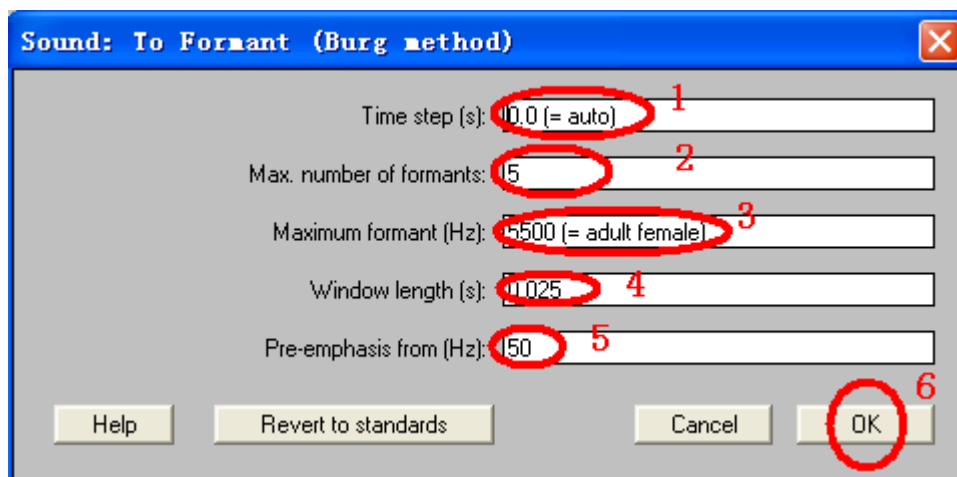 Sound: To Formant (Burg method)
Time step (s): 0.0 (= auto) 1
Max. number of formants: 5 2
Maximum formant (Hz): 5500 (= adult female) 3
Window length (s): 0.025 4
Pre-emphasis from (Hz): 50 5
6
Help Revert to standards Cancel OK